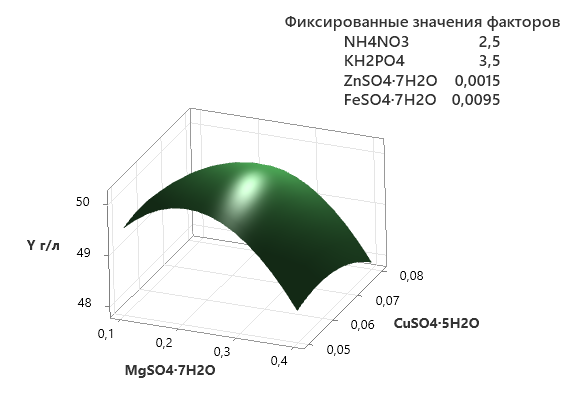 Фиксированные значения факторов
NH4NO3 2,5
KH2PO4 3,5
ZnSO4·7H2O 0,0015
FeSO4·7H2O 0,0095
50
Y г/л
49
48
0,08
0,07
CuSO4·5H2O
0,06
0,05
0,1
0,2
0,3
0,4
MgSO4·7H2O